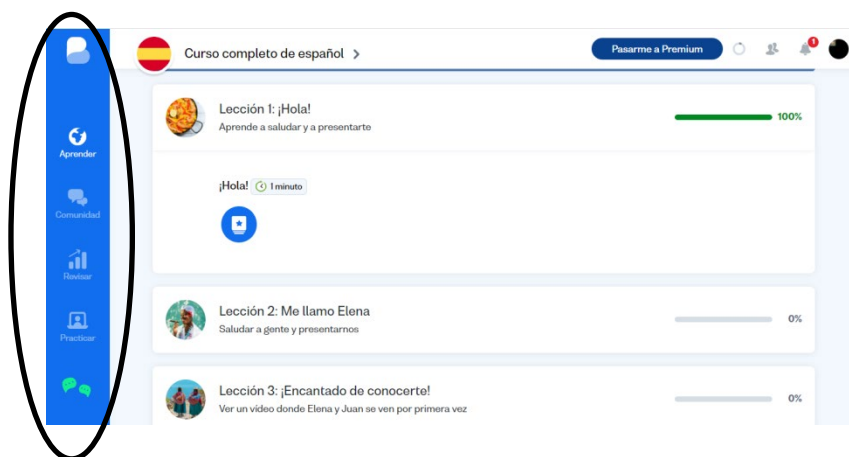 Curso completo de español >
Pasarme a Premium
1
Aprender
Comunidad
Revisar
Practicar
Lección 1: ¡Hola!
Aprende a saludar y a presentarte
100%
¡Hola! 1 minuto
Lección 2: Me llamo Elena
Saludar a gente y presentarnos
0%
Lección 3: ¡Encantado de conocerte!
Ver un vídeo donde Elena y Juan se ven por primera vez
0%